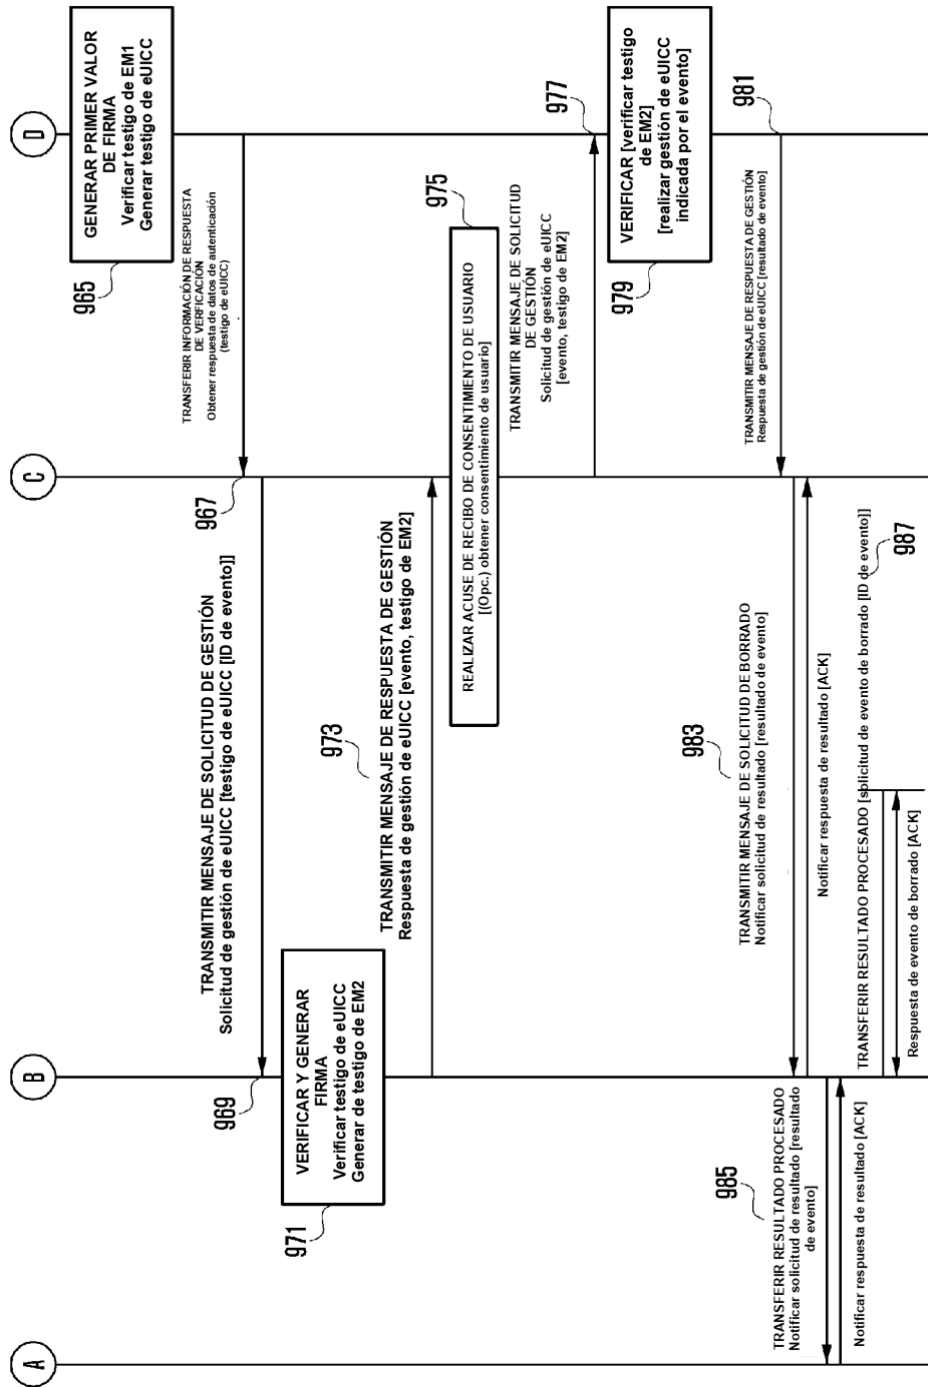 A
B
C
D
GENERAR PRIMER VALOR
DE FIRMA
Verificar testigo de EM1
Generar testigo de eUICC
965
TRANSFERIR INFORMACIÓN DE RESPUESTA
DE VERIFICACIÓN
Obtener respuesta de datos de autenticación
(testigo de eUICC)
967
TRANSMITIR MENSAJE DE SOLICITUD DE GESTIÓN
Solicitud de gestión de eUICC [testigo de eUICC [ID de evento]]
969
VERIFICAR Y GENERAR
FIRMA
Verificar testigo de eUICC
Generar de testigo de EM2
971
973
TRANSMITIR MENSAJE DE RESPUESTA DE GESTIÓN
Respuesta de gestión de eUICC [evento, testigo de EM2]
975
REALIZAR ACUSE DE RECIBO DE CONSENTIMIENTO DE USUARIO
[(Opc.) obtener consentimiento de usuario]
TRANSMITIR MENSAJE DE SOLICITUD
DE GESTIÓN
Solicitud de gestión de eUICC
[evento, testigo de EM2]
977
VERIFICAR [verificar testigo
de EM2]
[realizar gestión de eUICC
indicada por el evento]
979
981
TRANSMITIR MENSAJE DE RESPUESTA DE GESTIÓN
Respuesta de gestión de eUICC [resultado de evento]
983
TRANSMITIR MENSAJE DE SOLICITUD DE BORRADO
Notificar solicitud de resultado [resultado de evento]
Notificar respuesta de resultado [ACK]
985
TRANSFERIR RESULTADO PROCESADO
Notificar solicitud de resultado [resultado
de evento]
Notificar respuesta de resultado [ACK]
TRANSFERIR RESULTADO PROCESADO [solicitud de evento de borrado [ID de evento]]
987
Respuesta de evento de borrado [ACK]